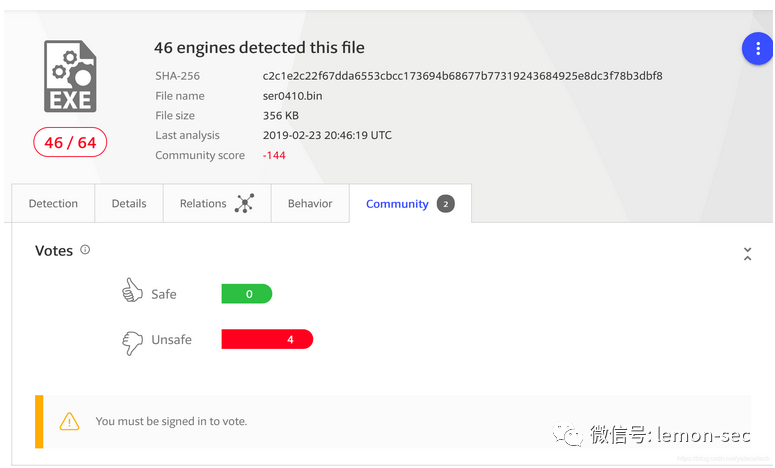 46 engines detected this file
SHA-256 c2c1e2c22f67dda6553cbcc173694b68677b77319243684925e8dc3f78b3dbf8
File name ser0410.bin
File size 356 KB
Last analysis 2019-02-23 20:46:19 UTC
Community score -144
EXE
46 / 64
Detection Details Relations Behavior Community 2
Votes
Safe 0
Unsafe 4
You must be signed in to vote.
微信号: lemon-sec